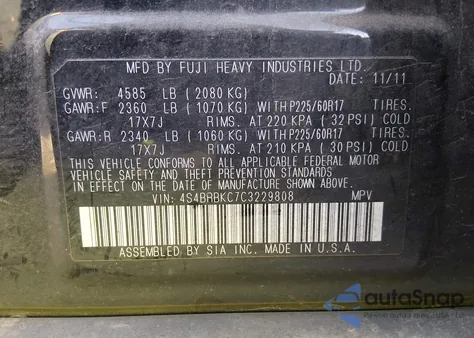 MFD BY FUJI HEAVY INDUSTRIES LTD.
DATE: 11/11
GVWR: 4585 LB (2080 KG)
GAWR:F 2360 LB (1070 KG) WITH P225/60R17 TIRES.
17X7J RIMS. AT 220 KPA (32 PSI) COLD
GAWR:R 2340 LB (1060 KG) WITH P225/60R17 TIRES.
17X7J RIMS. AT 210 KPA (30 PSI) COLD
THIS VEHICLE CONFORMS TO ALL APPLICABLE FEDERAL MOTOR
VEHICLE SAFETY AND THEFT PREVENTION STANDARDS
IN EFFECT ON THE DATE OF MANUFACTURE SHOWN ABOVE.
VIN: 4S4BRBKC7C3229808 MPV
ASSEMBLED BY SIA INC. MADE IN U.S.A.
autoSnap